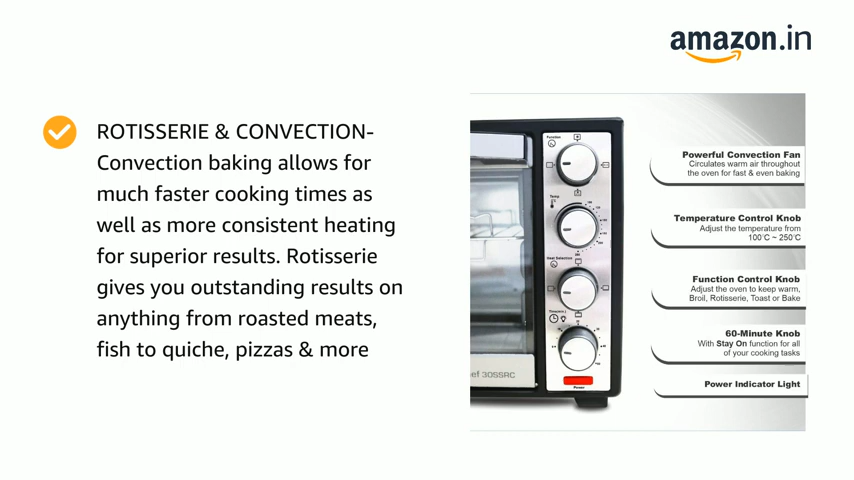 amazon.in
ROTISSERIE & CONVECTION-
Convection baking allows for
much faster cooking times as
well as more consistent heating
for superior results. Rotisserie
gives you outstanding results on
anything from roasted meats,
fish to quiche, pizzas & more
Function
Temp
Heat Selection
Power
ef 30SSRC
Powerful Convection Fan
Circulates warm air throughout
the oven for fast & even baking
Temperature Control Knob
Adjust the temperature from
100°C ~ 250°C
Function Control Knob
Adjust the oven to keep warm,
Broil, Rotisserie, Toast or Bake
60-Minute Knob
With Stay On function for all
of your cooking tasks
Power Indicator Light